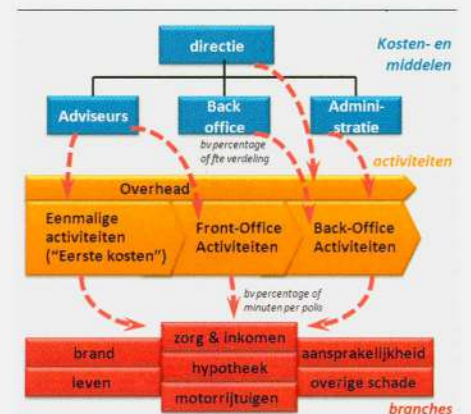 directie
Kosten- en
middelen
Adviseurs
Back
office
Admini-
stratie
bv percentage
of fte verdeling
activiteiten
Overhead
Eenmalige
activiteiten
("Eerste kosten")
Front-Office
Activiteiten
Back-Office
Activiteiten
bv percentage of
minuten per polis
zorg & inkomen
brand
aansprakelijkheid
hypotheek
leven
overige schade
motorrijtuigen
branches